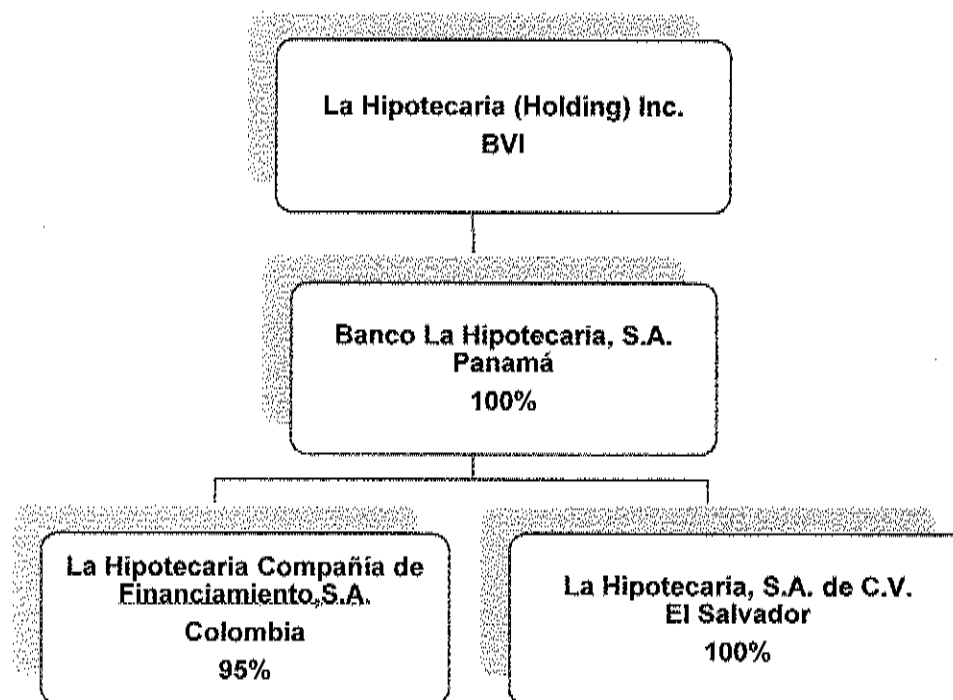 La Hipotecaria (Holding) Inc.
BVI
Banco La Hipotecaria, S.A.
Panamá
100%
La Hipotecaria Compañía de
Financiamiento,S.A.
Colombia
95%
La Hipotecaria, S.A. de C.V.
El Salvador
100%